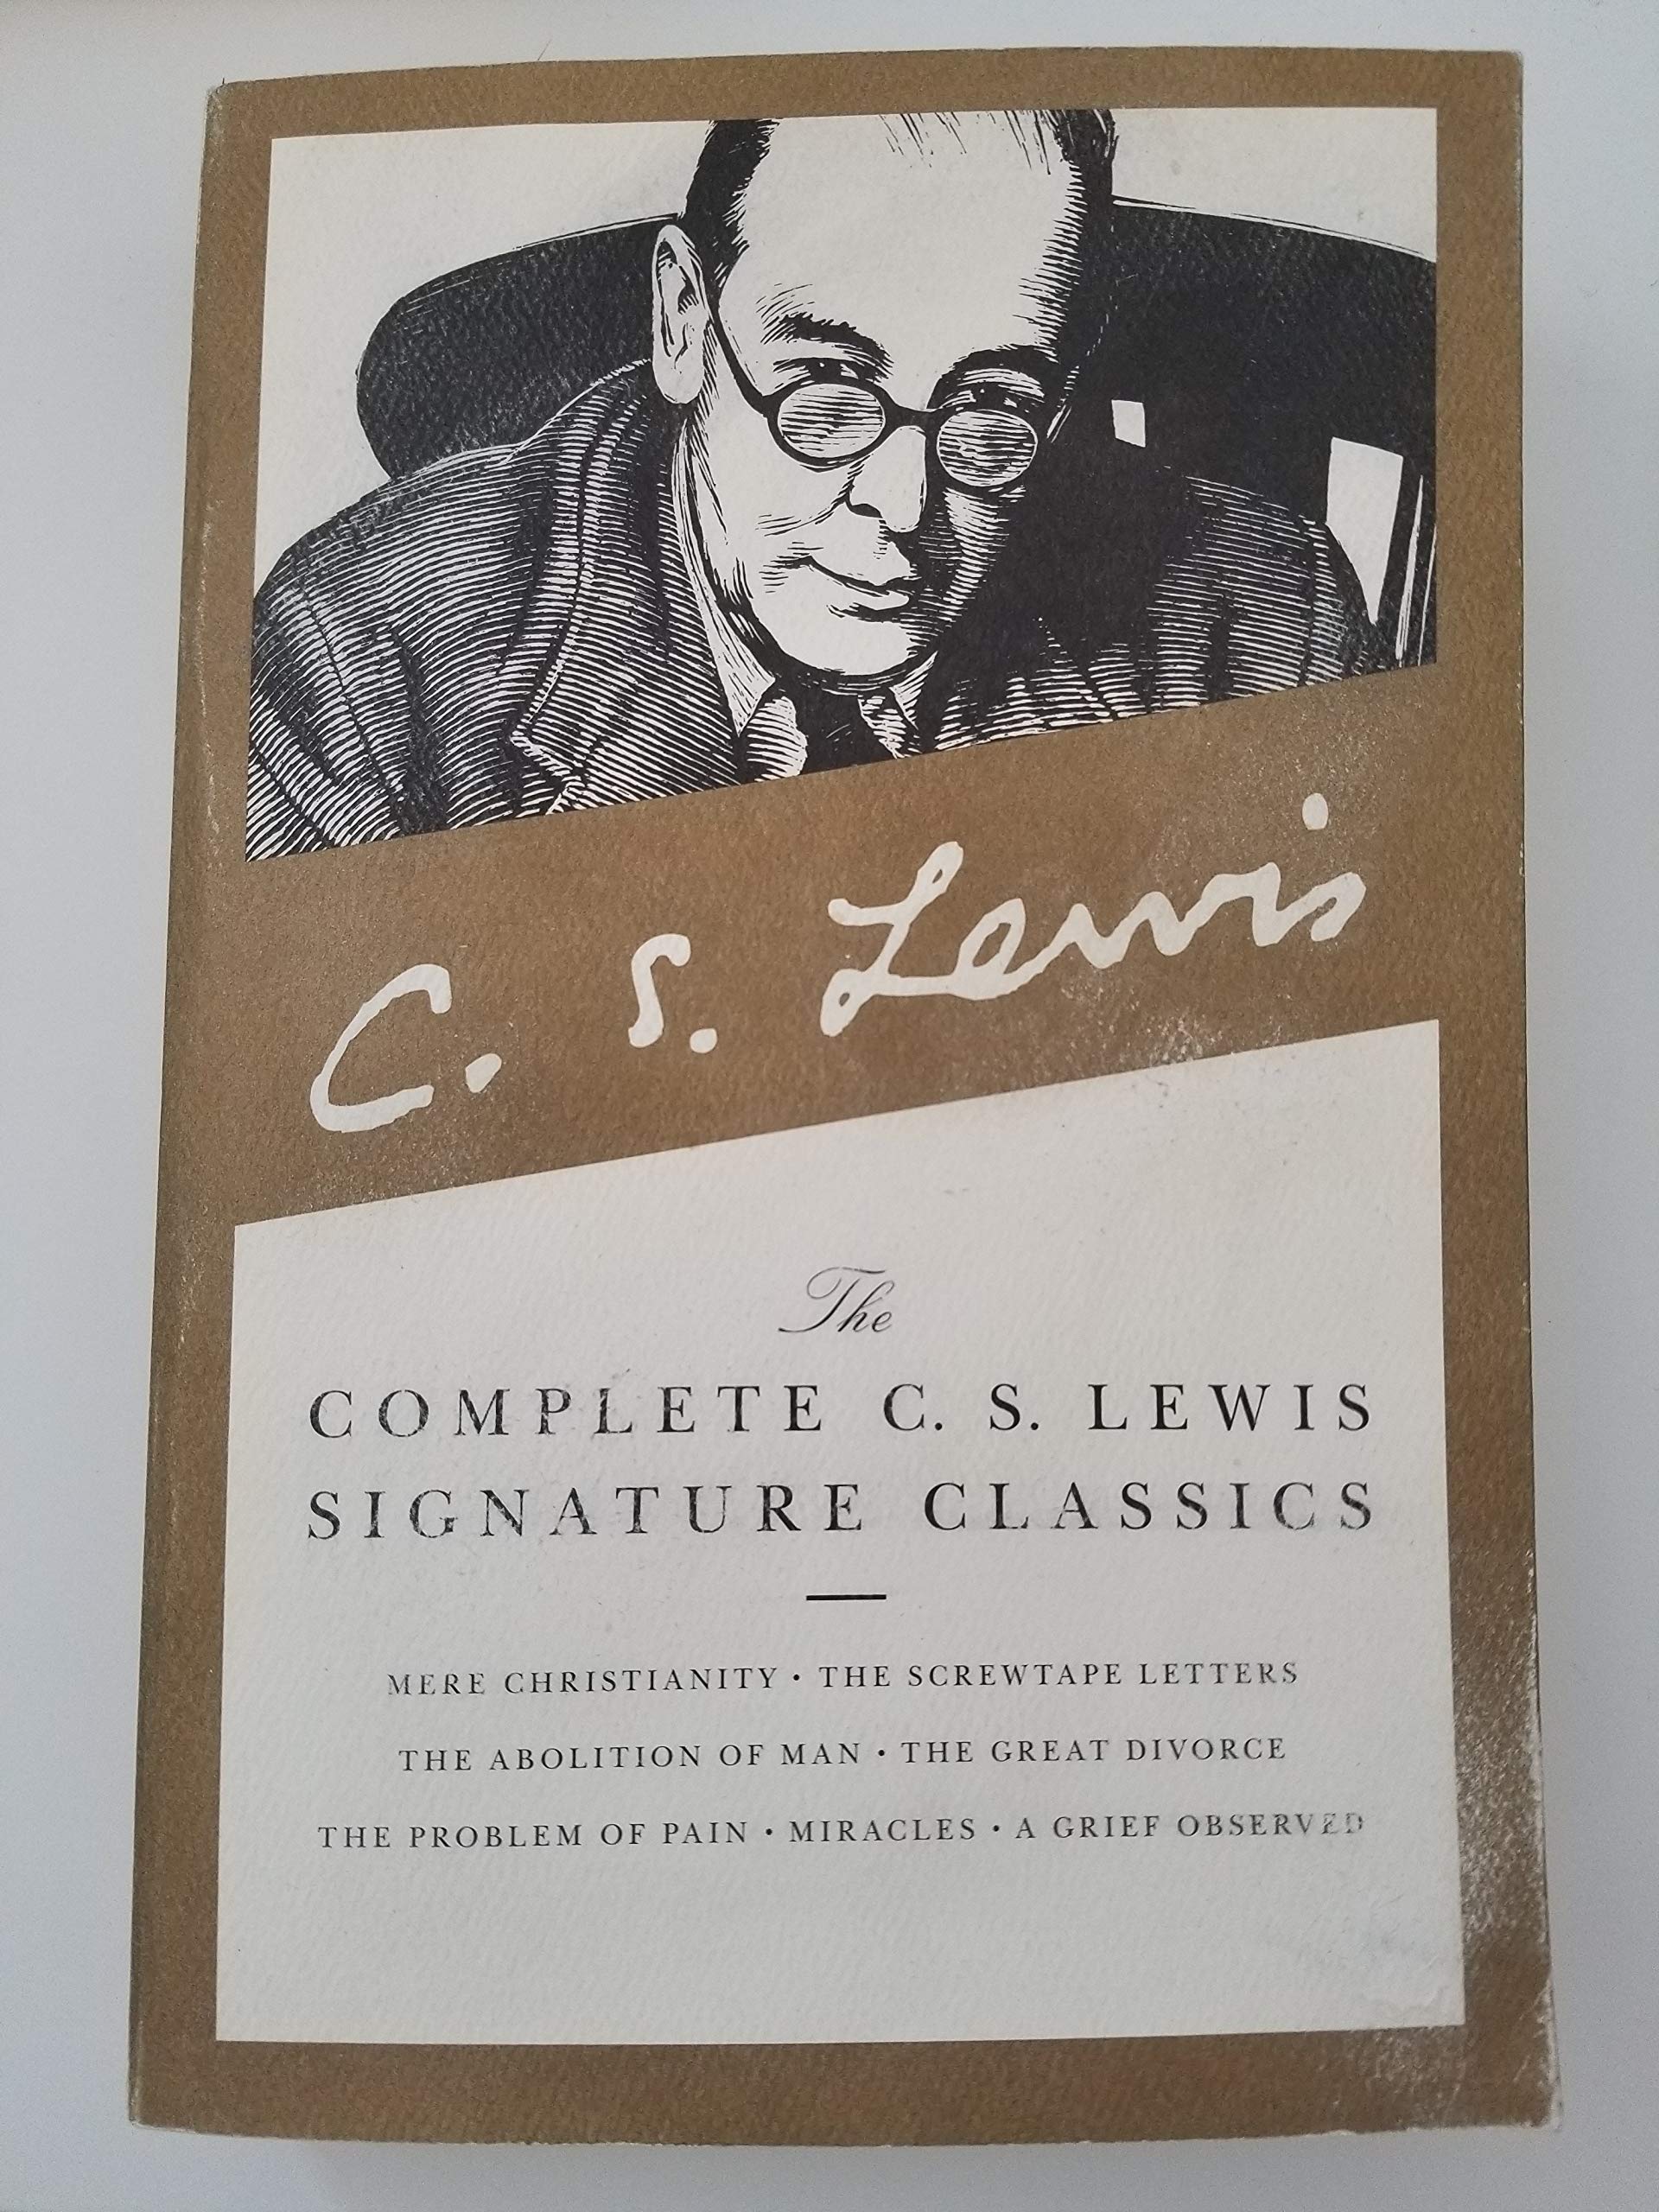 C. S. Lewis
The
COMPLETE C. S. LEWIS
SIGNATURE CLASSICS
MERE CHRISTIANITY • THE SCREWTAPE LETTERS
THE ABOLITION OF MAN • THE GREAT DIVORCE
THE PROBLEM OF PAIN • MIRACLES • A GRIEF OBSERVED